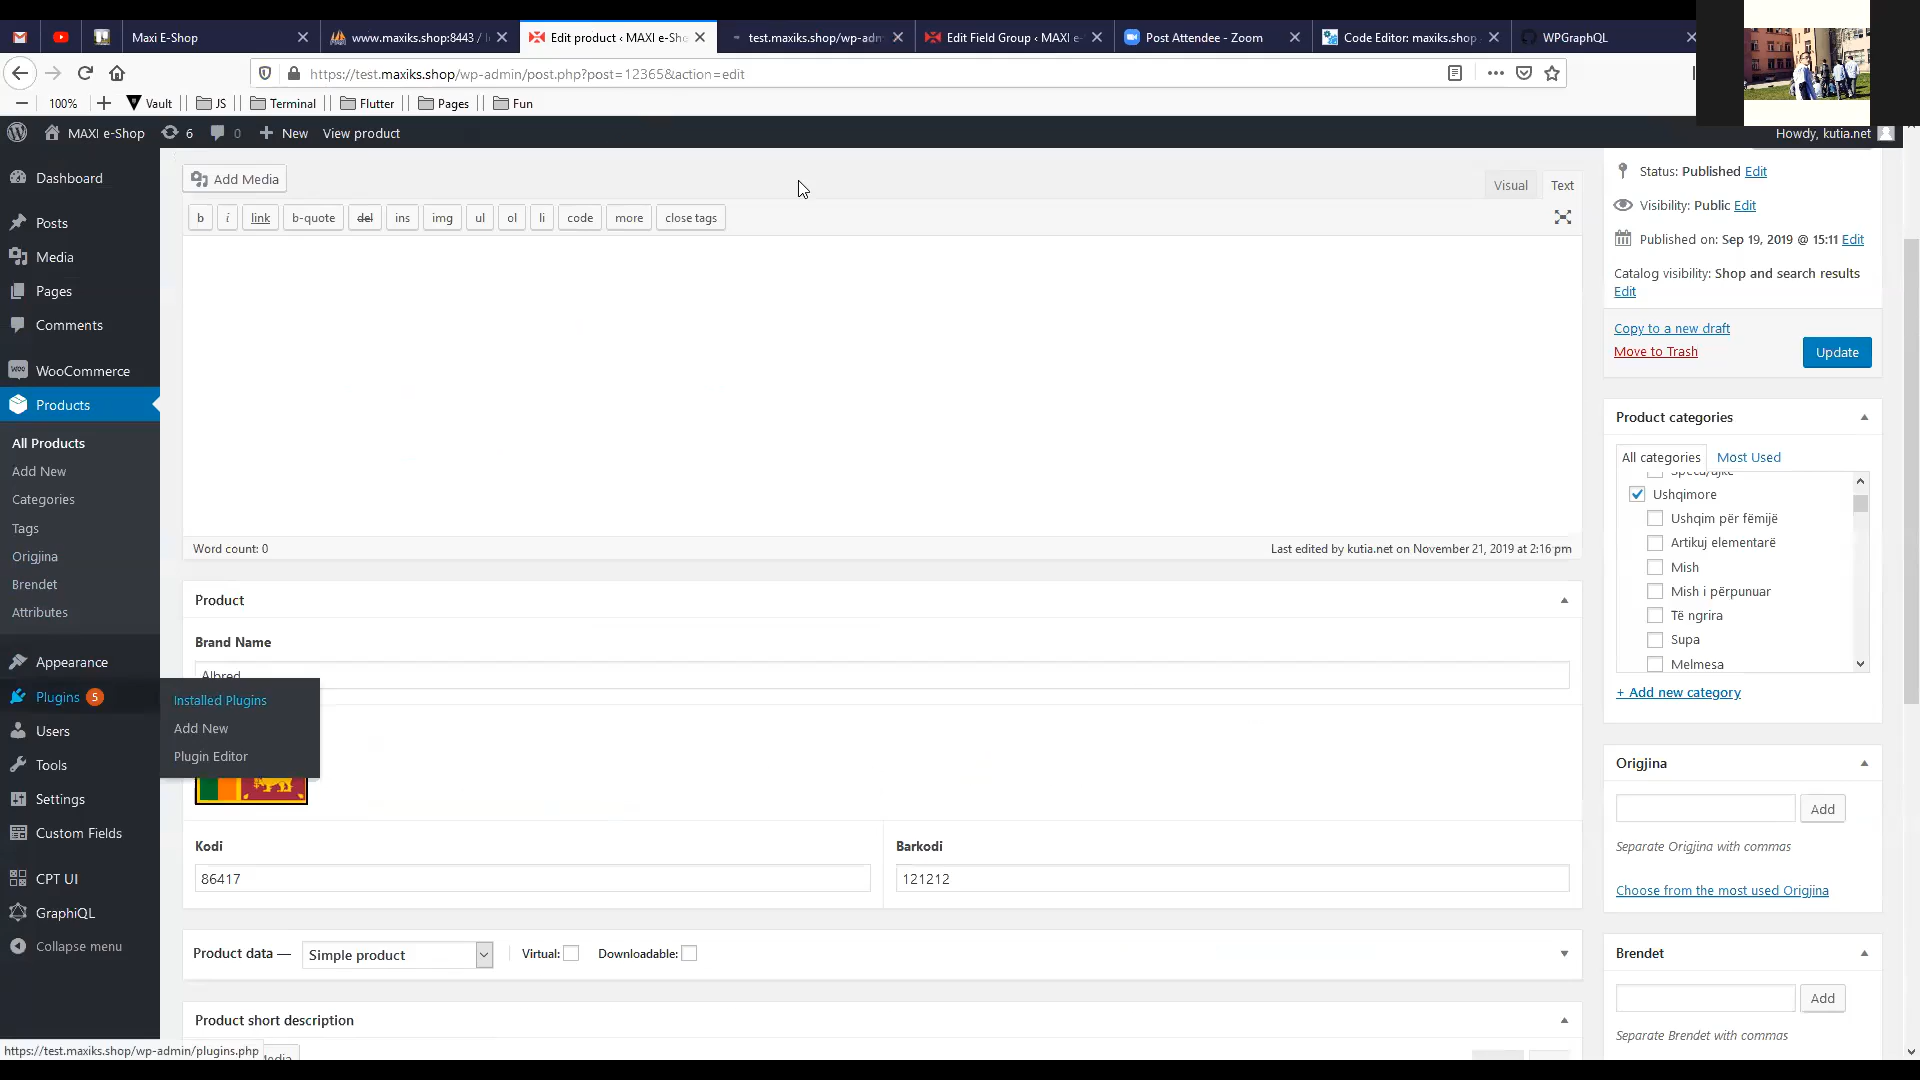 Maxi E-Shop
www.maxiks.shop:8443 / l
Edit product ‹ MAXI e-Sho
test.maxiks.shop/wp-adm
Edit Field Group ‹ MAXI e-
Post Attendee - Zoom
Code Editor: maxiks.shop
WPGraphQL
https://test.maxiks.shop/wp-admin/post.php?post=12365&action=edit
100%
Vault
JS
Terminal
Flutter
Pages
Fun
MAXI e-Shop
6
0
New
View product
Howdy, kutia.net
Dashboard
Posts
Media
Pages
Comments
WooCommerce
Products
All Products
Add New
Categories
Tags
Origjina
Brendet
Attributes
Appearance
Plugins 5
Users
Tools
Settings
Custom Fields
CPT UI
GraphiQL
Collapse menu
Installed Plugins
Add New
Plugin Editor
https://test.maxiks.shop/wp-admin/plugins.php
Add Media
Visual
Text
b
i
link
b-quote
del
ins
img
ul
ol
li
code
more
close tags
Word count: 0
Last edited by kutia.net on November 21, 2019 at 2:16 pm
Product
Brand Name
Albred
Kodi
86417
Barkodi
121212
Product data —
Simple product
Virtual:
Downloadable:
Product short description
Status: Published Edit
Visibility: Public Edit
Published on: Sep 19, 2019 @ 15:11 Edit
Catalog visibility: Shop and search results
Edit
Copy to a new draft
Move to Trash
Update
Product categories
All categories
Most Used
Ushqimore
Ushqim për fëmijë
Artikuj elementarë
Mish
Mish i përpunuar
Të ngrira
Supa
Melmesa
+ Add new category
Origjina
Add
Separate Origjina with commas
Choose from the most used Origjina
Brendet
Add
Separate Brendet with commas